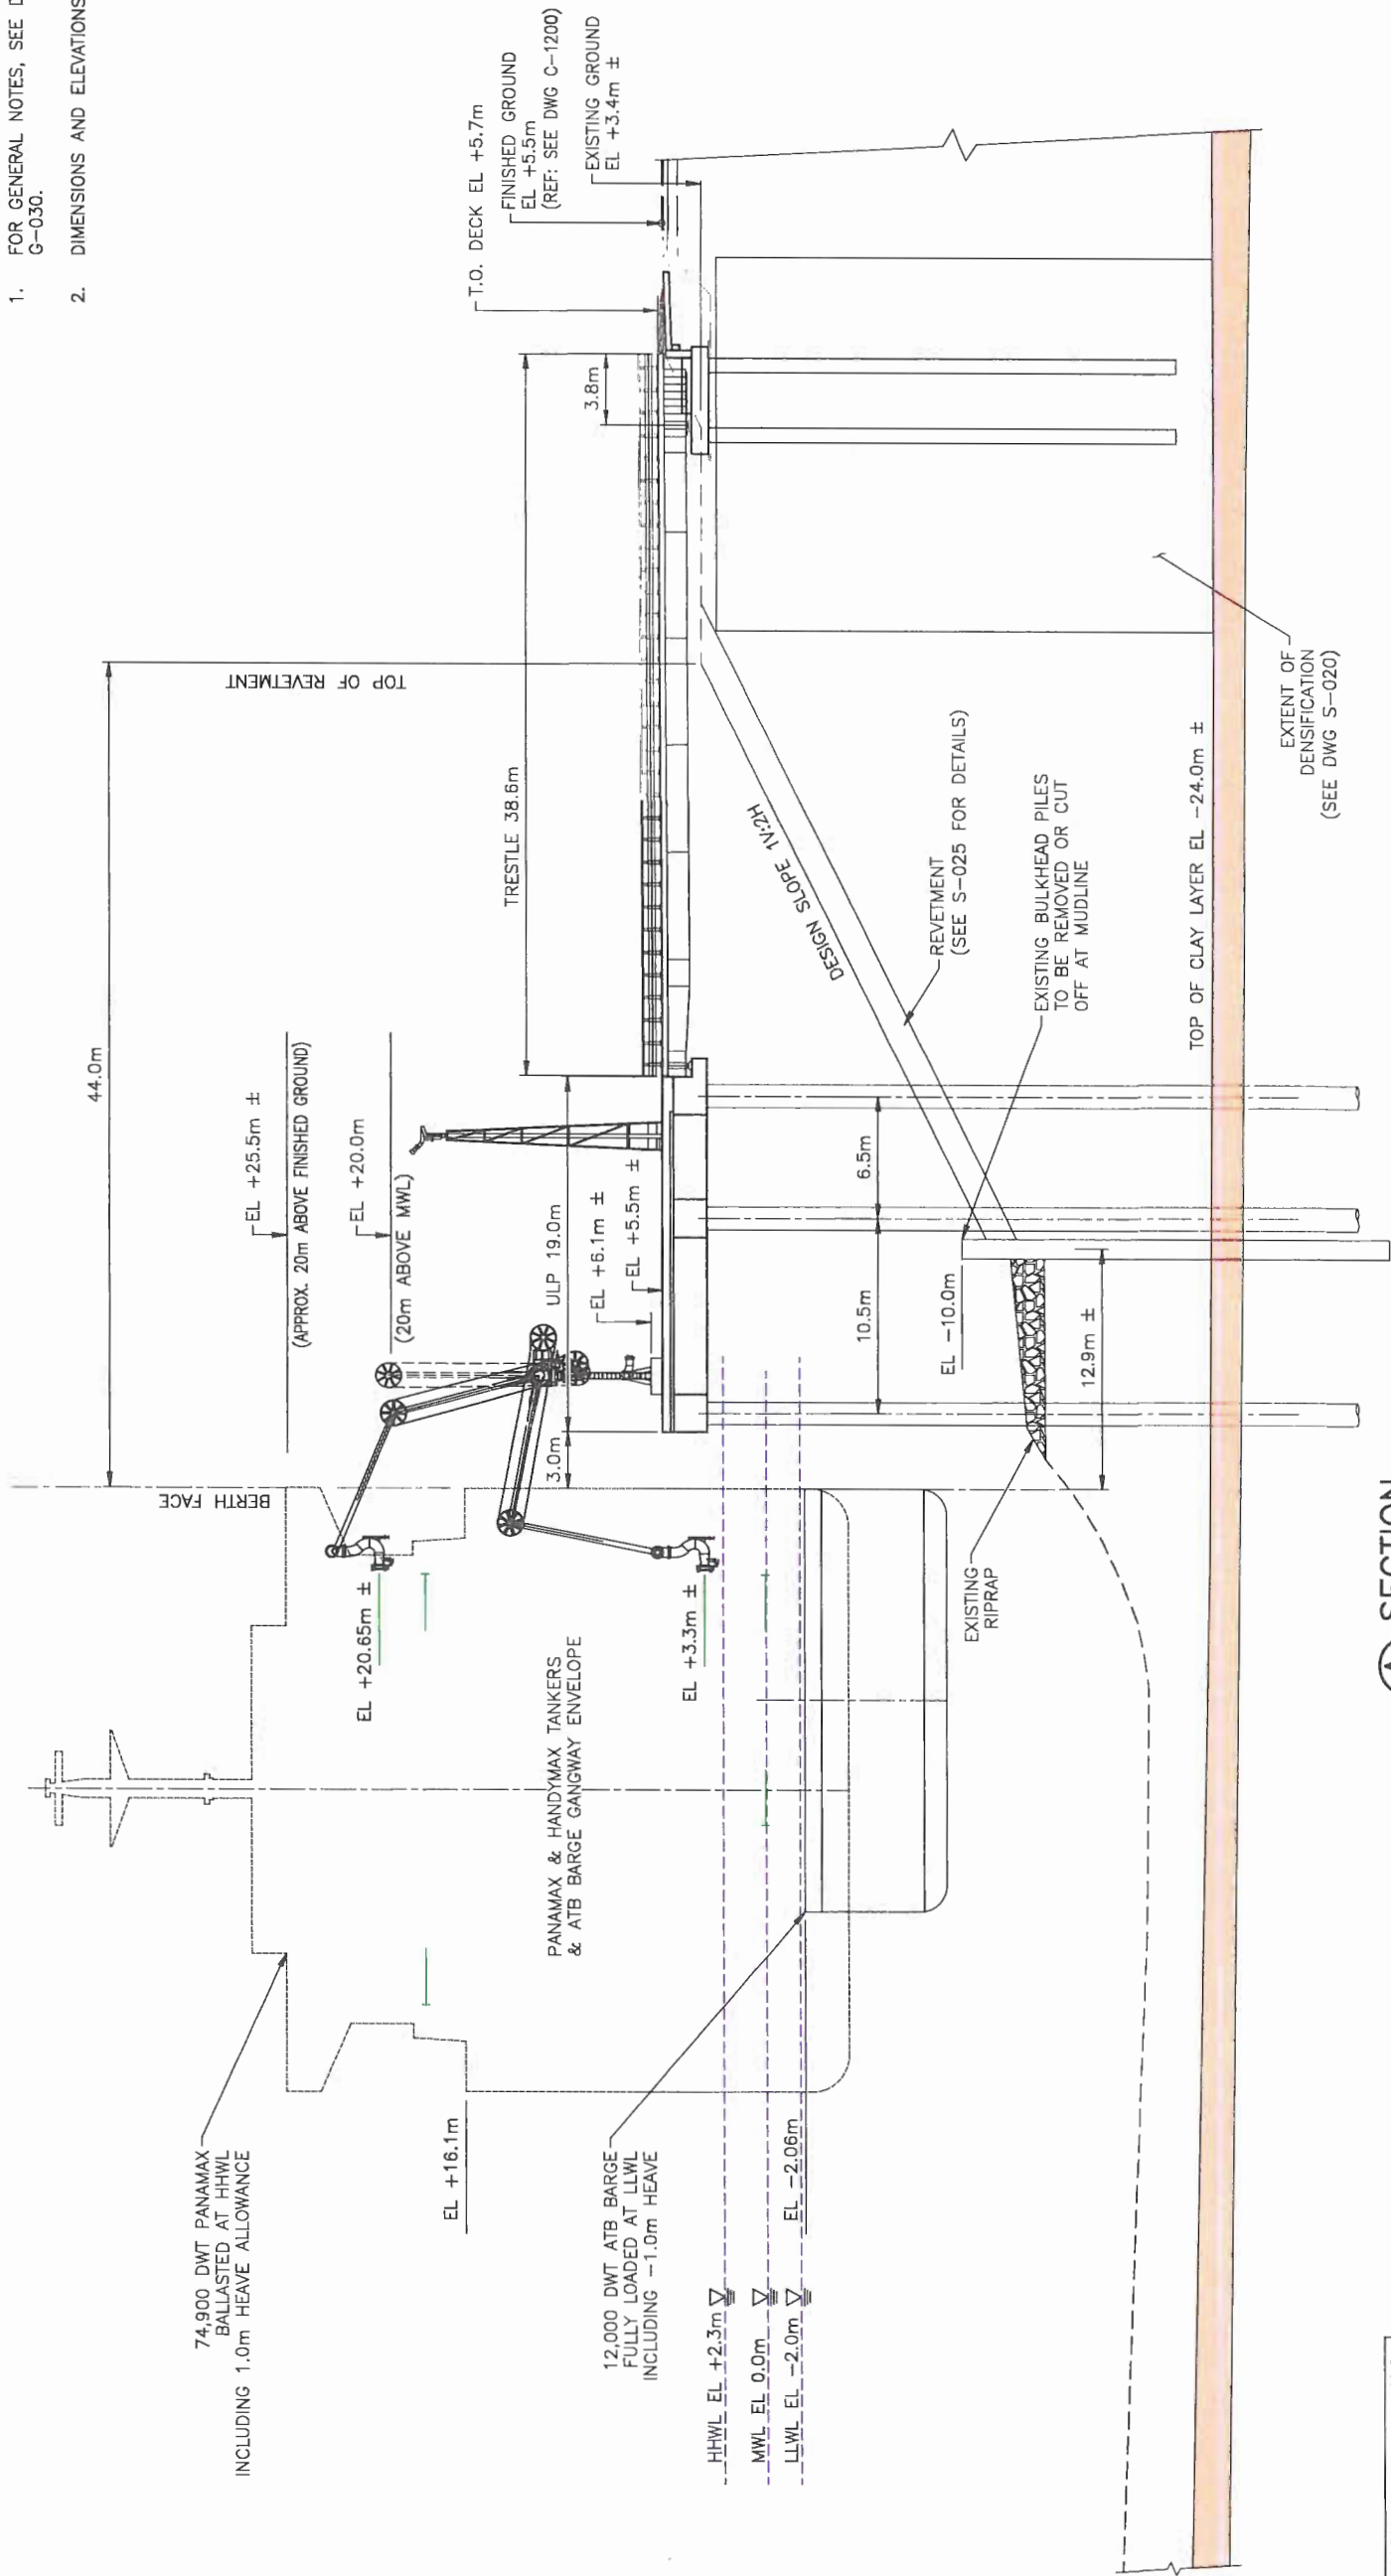 1. FOR GENERAL NOTES, SEE
G-030.
2. DIMENSIONS AND ELEVATIONS
44.0m
TOP OF REVETMENT
BERTH FACE
EL +25.5m ±
(APPROX. 20m ABOVE FINISHED GROUND)
EL +20.0m
(20m ABOVE MWL)
TRESTLE 38.6m
ULP 19.0m
3.0m
3.8m
T.O. DECK EL +5.7m
FINISHED GROUND
EL +5.5m
(REF: SEE DWG C-1200)
EXISTING GROUND
EL +3.4m ±
EL +6.1m ±
EL +5.5m ±
74,900 DWT PANAMAX
BALLASTED AT HHWL
INCLUDING 1.0m HEAVE ALLOWANCE
EL +20.65m ±
EL +16.1m
PANAMAX & HANDYMAX TANKERS
& ATB BARGE GANGWAY ENVELOPE
EL +3.3m ±
12,000 DWT ATB BARGE
FULLY LOADED AT LLWL
INCLUDING -1.0m HEAVE
HHWL EL +2.3m
MWL EL 0.0m
LLWL EL -2.0m
EL -2.06m
DESIGN SLOPE 1V:2H
6.5m
10.5m
REVETMENT
(SEE S-025 FOR DETAILS)
EL -10.0m
EXISTING BULKHEAD PILES
TO BE REMOVED OR CUT
OFF AT MUDLINE
12.9m ±
EXISTING
RIPRAP
TOP OF CLAY LAYER EL -24.0m ±
EXTENT OF
DENSIFICATION
(SEE DWG S-020)
A SECTION